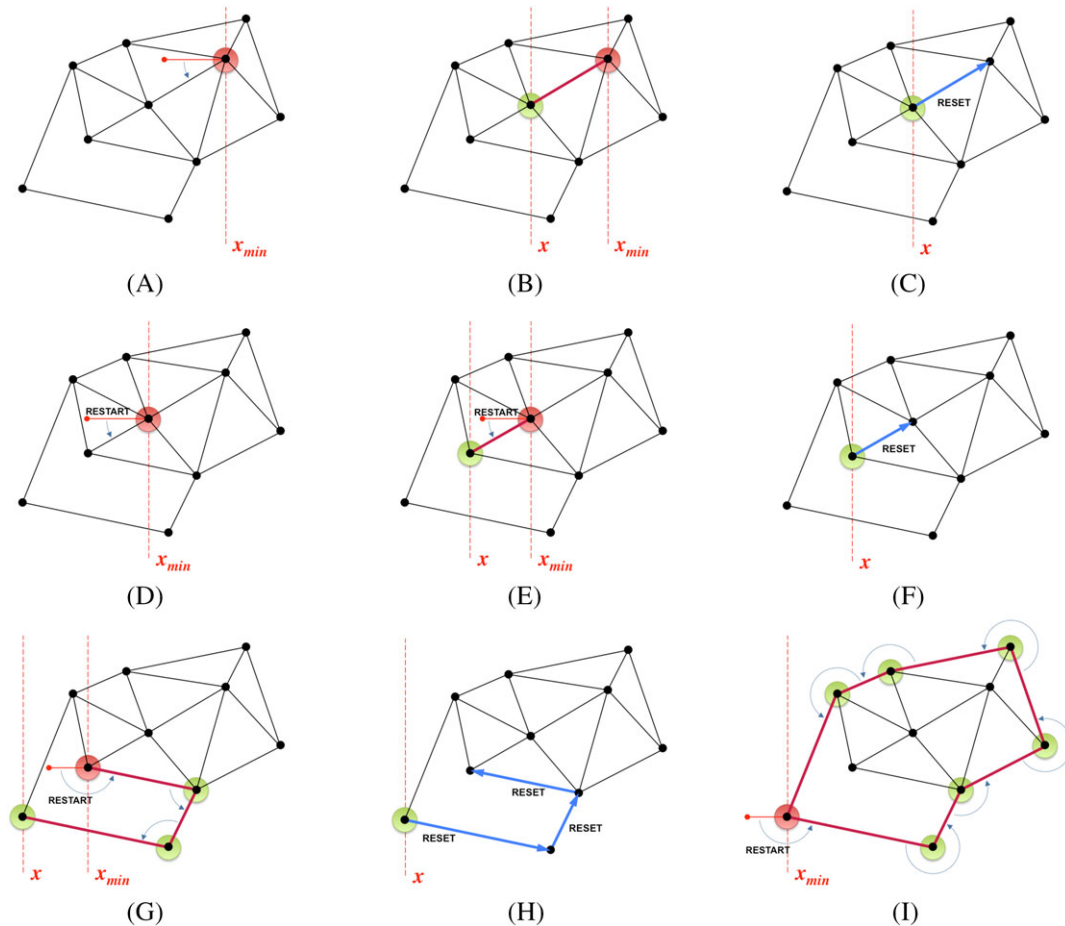 x_min
(A)
x x_min
(B)
RESET
x
(C)
RESTART
x_min
(D)
RESTART
x x_min
(E)
RESET
x
(F)
RESTART
x x_min
(G)
RESET
RESET
RESET
x
(H)
RESTART
x_min
(I)